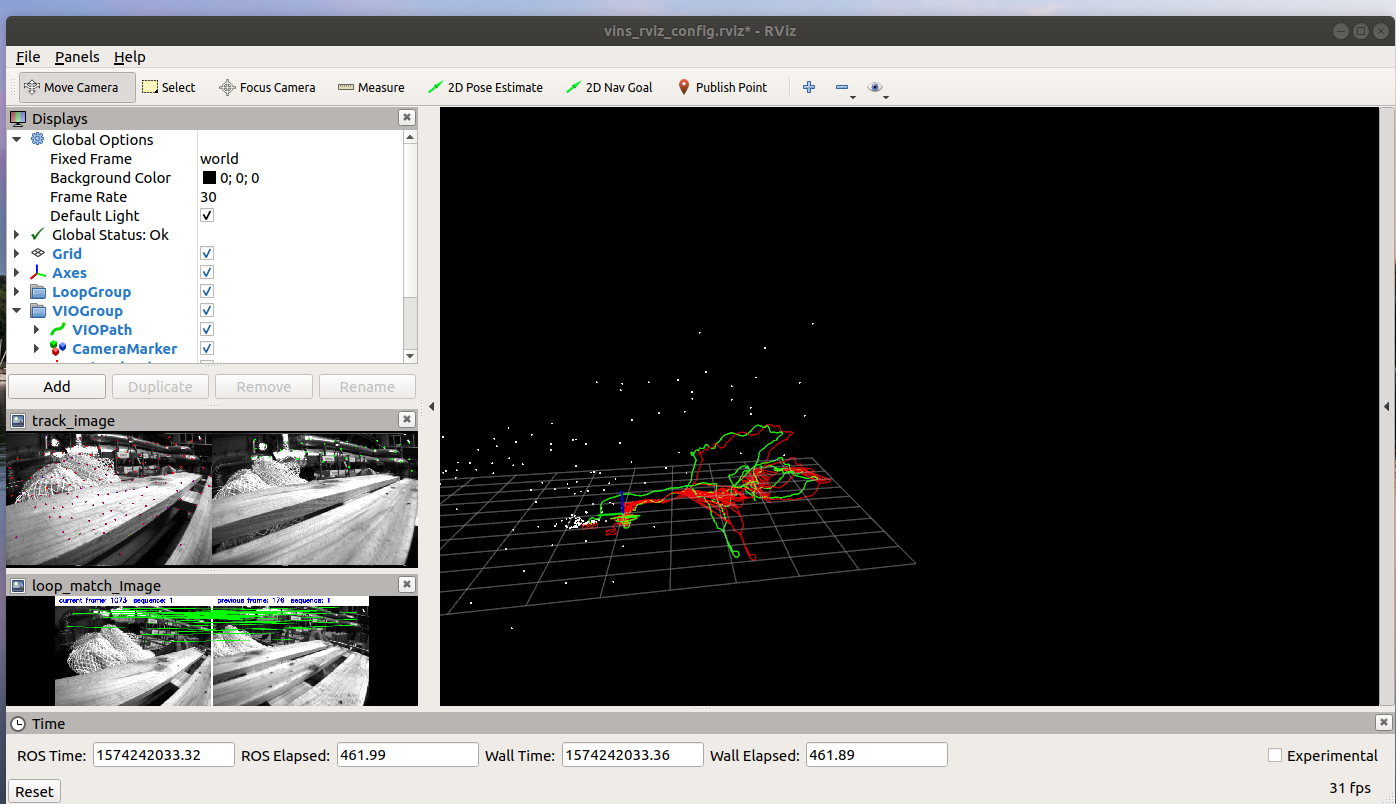 vins_rviz_config.rviz* - RViz
File Panels Help
Move Camera Select Focus Camera Measure 2D Pose Estimate 2D Nav Goal Publish Point
Displays
Global Options
Fixed Frame world
Background Color 0; 0; 0
Frame Rate 30
Default Light
Global Status: Ok
Grid
Axes
LoopGroup
VIOGroup
VIOPath
CameraMarker
Add Duplicate Remove Rename
track_image
loop_match_Image
current frame: 1073 sequence: 1 previous frame: 176 sequence: 1
Time
ROS Time: 1574242033.32 ROS Elapsed: 461.99 Wall Time: 1574242033.36 Wall Elapsed: 461.89 Experimental
Reset 31 fps